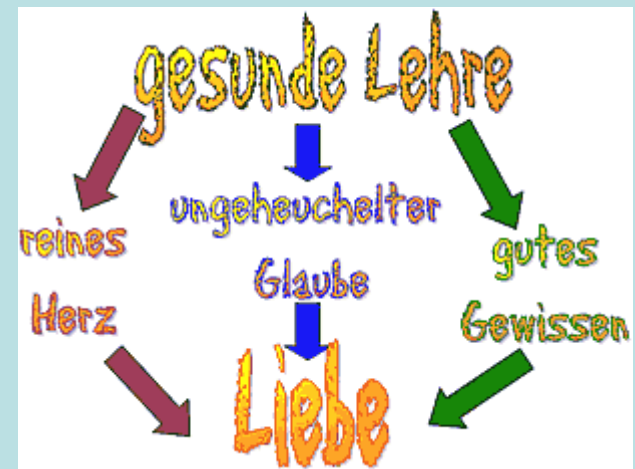 gesunde Lehre
reines
Herz
ungeheuchelter
Glaube
gutes
Gewissen
Liebe